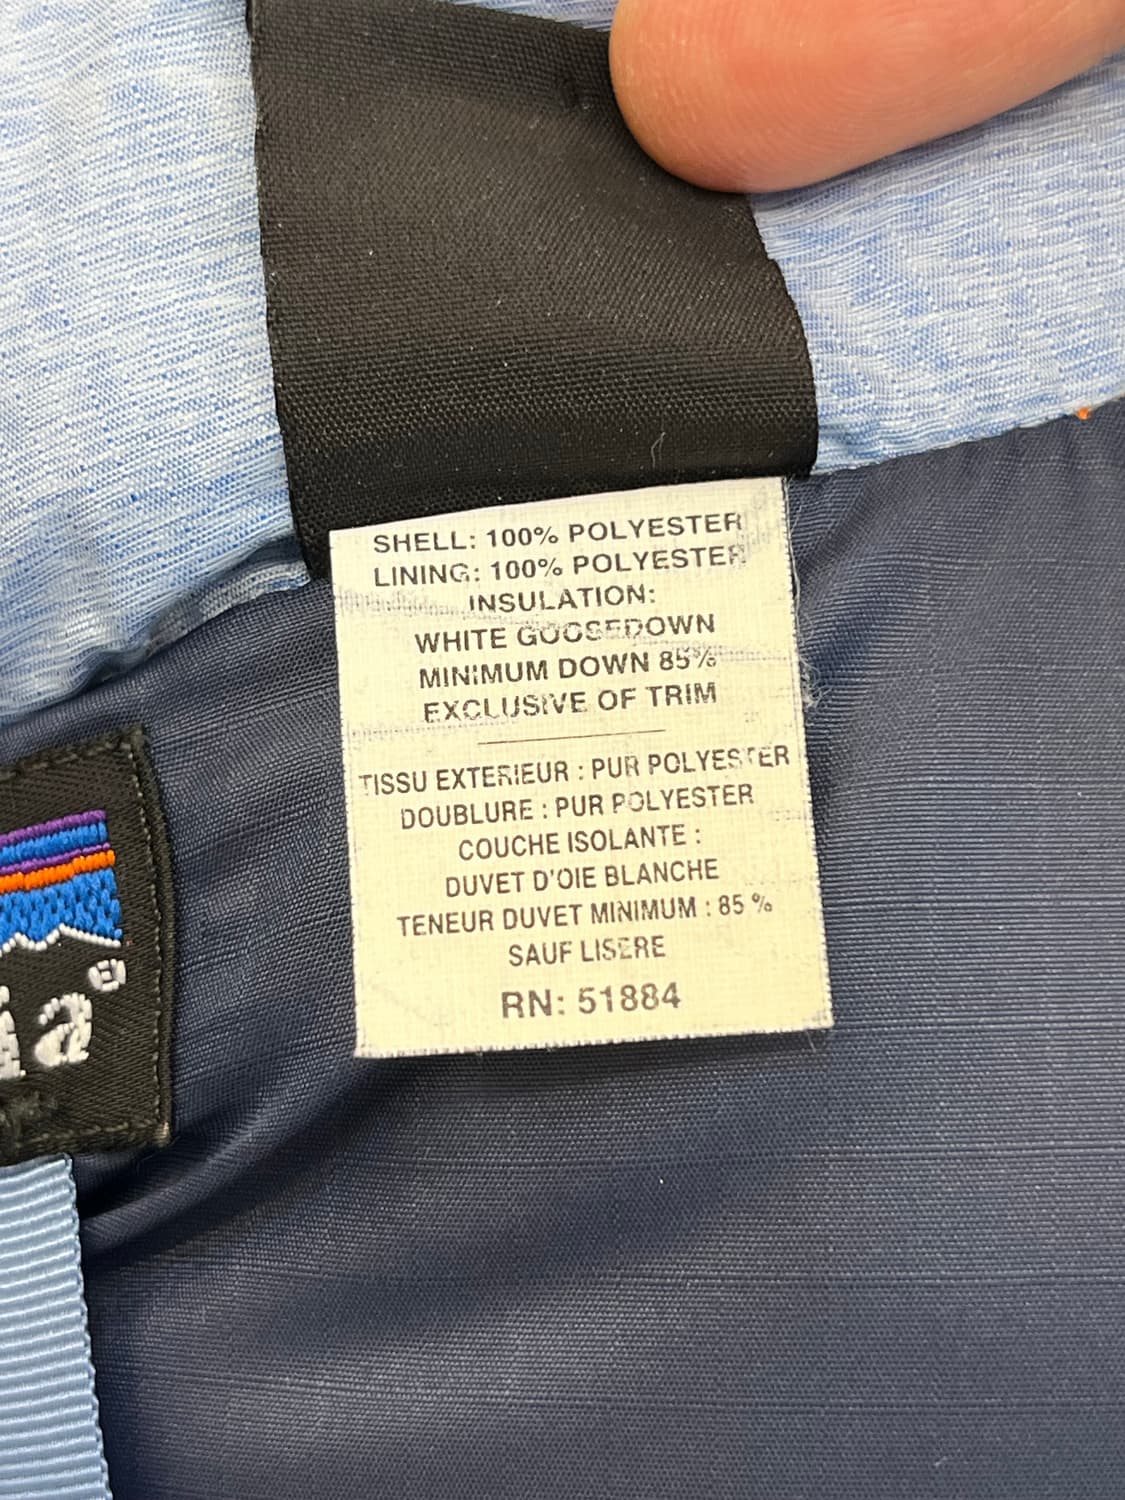 SHELL: 100% POLYESTER
LINING: 100% POLYESTER
INSULATION:
WHITE GOOSEDOWN
MINIMUM DOWN 85%
EXCLUSIVE OF TRIM
TISSU EXTERIEUR : PUR POLYESTER
DOUBLURE : PUR POLYESTER
COUCHE ISOLANTE :
DUVET D'OIE BLANCHE
TENEUR DUVET MINIMUM : 85 %
SAUF LISERE
RN: 51884
a®